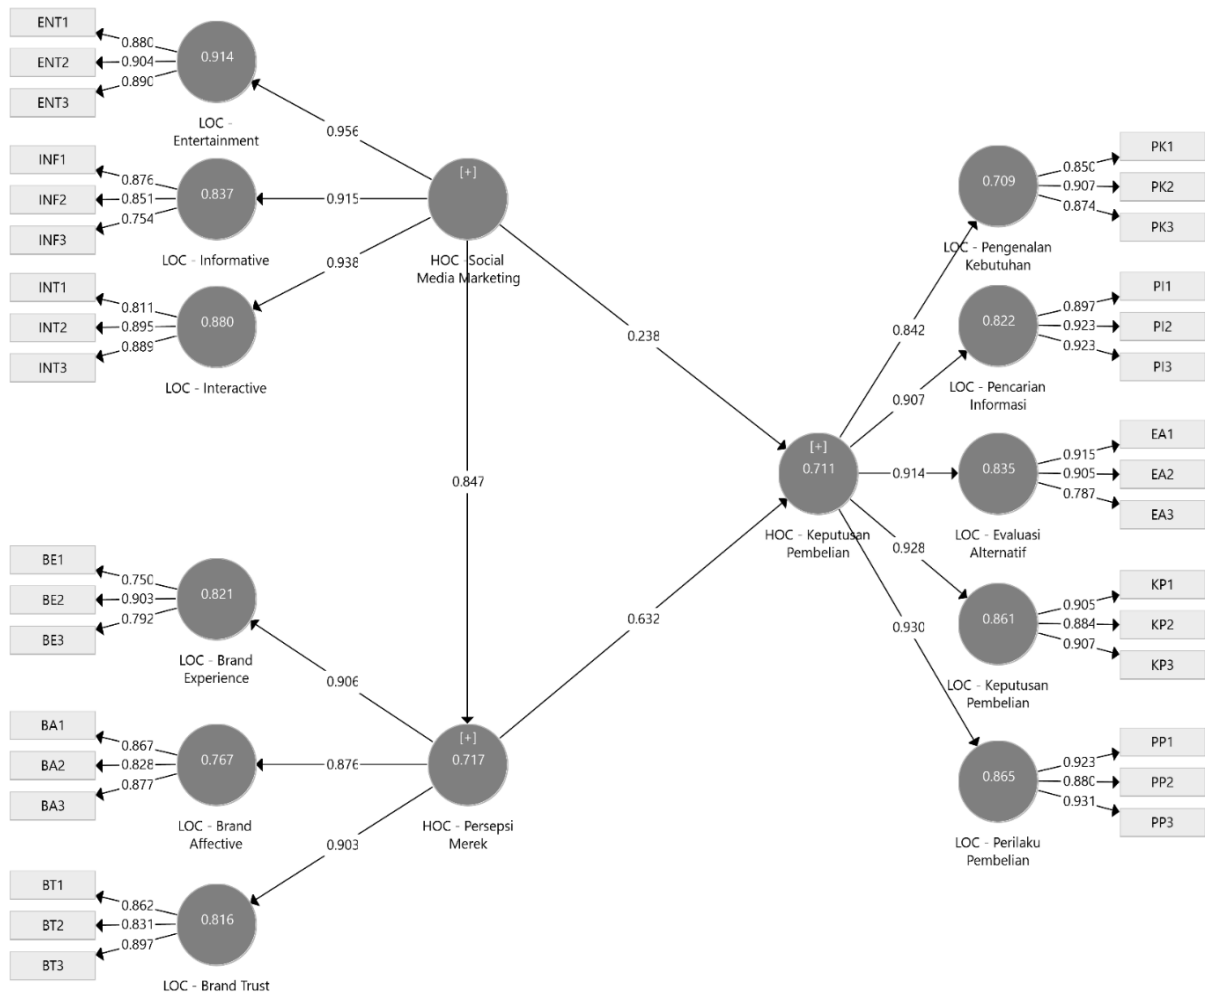 ENT1
0.880
0.914
ENT2
0.904
0.890
ENT3
LOC -
Entertainment
0.956
INF1
0.876
0.837
INF2
0.851
0.754
INF3
LOC - Informative
0.915
[+]
HOC - Social
Media Marketing
0.938
INT1
0.811
0.880
INT2
0.895
0.889
INT3
LOC - Interactive
0.238
0.847
BE1
0.750
0.821
BE2
0.903
0.792
BE3
LOC - Brand
Experience
0.906
0.632
BA1
0.867
0.767
BA2
0.828
0.877
BA3
LOC - Brand
Affective
0.876
[+]
0.717
HOC - Persepsi
Merek
0.903
BT1
0.862
0.816
BT2
0.831
0.897
BT3
LOC - Brand Trust
[+]
0.711
HOC - Keputusan
Pembelian
0.842
0.709
LOC - Pengenalan
Kebutuhan
0.850
PK1
0.907
PK2
0.874
PK3
0.907
0.822
LOC - Pencarian
Informasi
0.897
PI1
0.923
PI2
0.923
PI3
0.914
0.835
LOC - Evaluasi
Alternatif
0.915
EA1
0.905
EA2
0.787
EA3
0.928
0.861
LOC - Keputusan
Pembelian
0.905
KP1
0.884
KP2
0.907
KP3
0.930
0.865
LOC - Perilaku
Pembelian
0.923
PP1
0.880
PP2
0.931
PP3